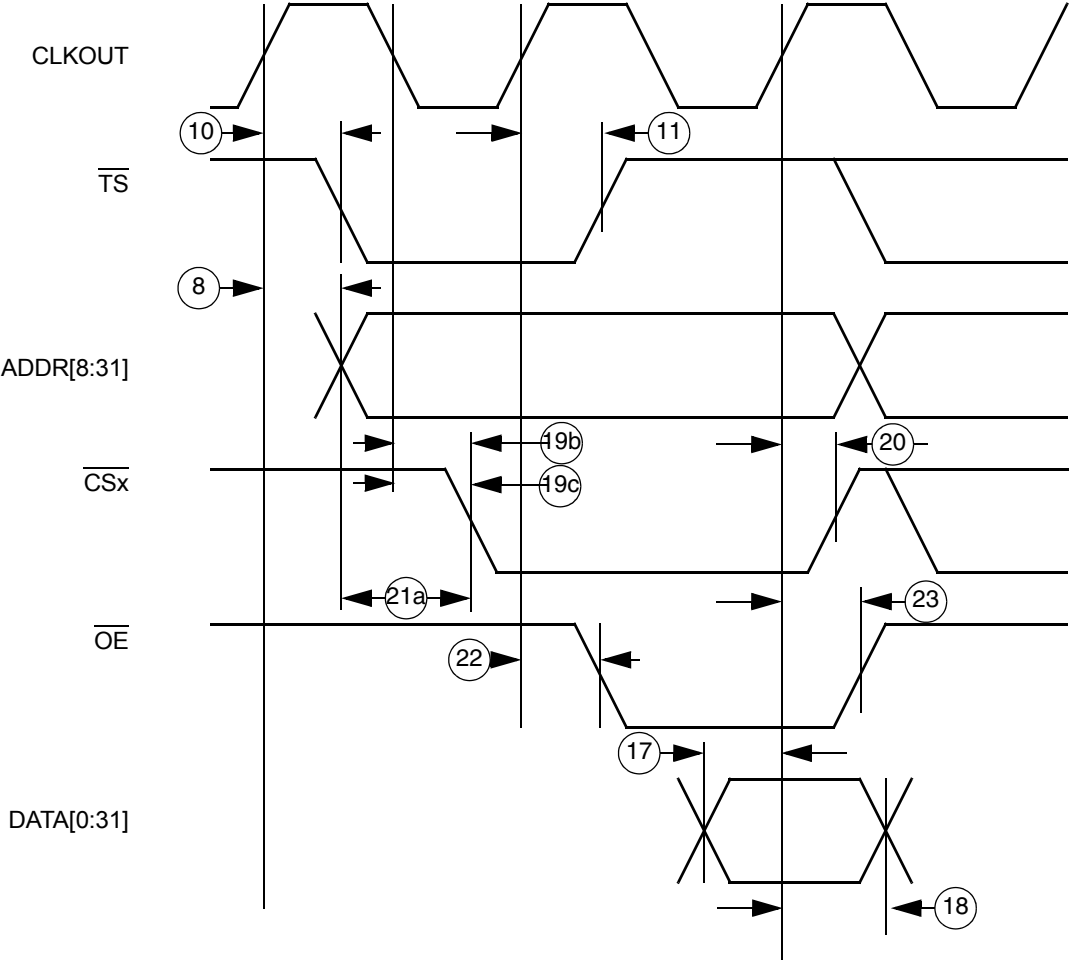 CLKOUT
10
11
TS
8
ADDR[8:31]
19b
20
CSx
19c
21a
23
OE
22
17
DATA[0:31]
18